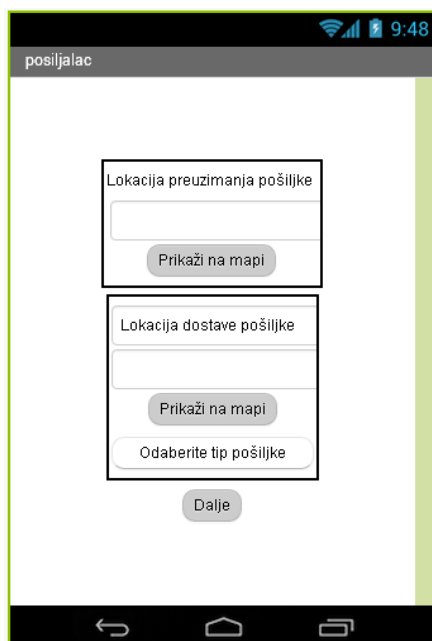 9:48
posiljalac
Lokacija preuzimanja pošiljke
Prikaži na mapi
Lokacija dostave pošiljke
Prikaži na mapi
Odaberite tip pošiljke
Dalje